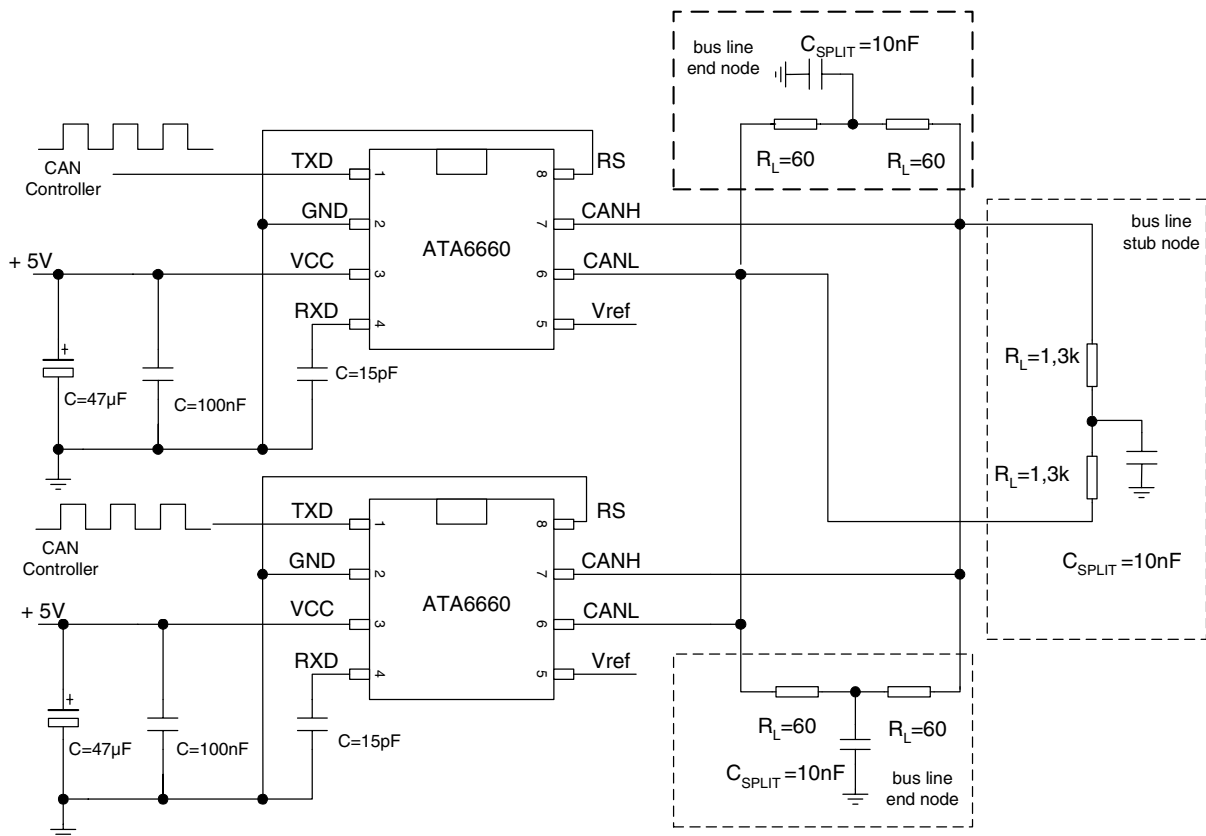 bus line
end node
C_SPLIT =10nF
R_L=60
R_L=60
CAN
Controller
TXD
1
8
RS
GND
2
7
CANH
ATA6660
+ 5V
VCC
3
6
CANL
RXD
4
5
Vref
C=47µF
C=100nF
C=15pF
bus line
stub node
R_L=1,3k
R_L=1,3k
C_SPLIT =10nF
CAN
Controller
TXD
1
8
RS
GND
2
7
CANH
ATA6660
+ 5V
VCC
3
6
CANL
RXD
4
5
Vref
C=47µF
C=100nF
C=15pF
R_L=60
R_L=60
C_SPLIT =10nF
bus line
end node